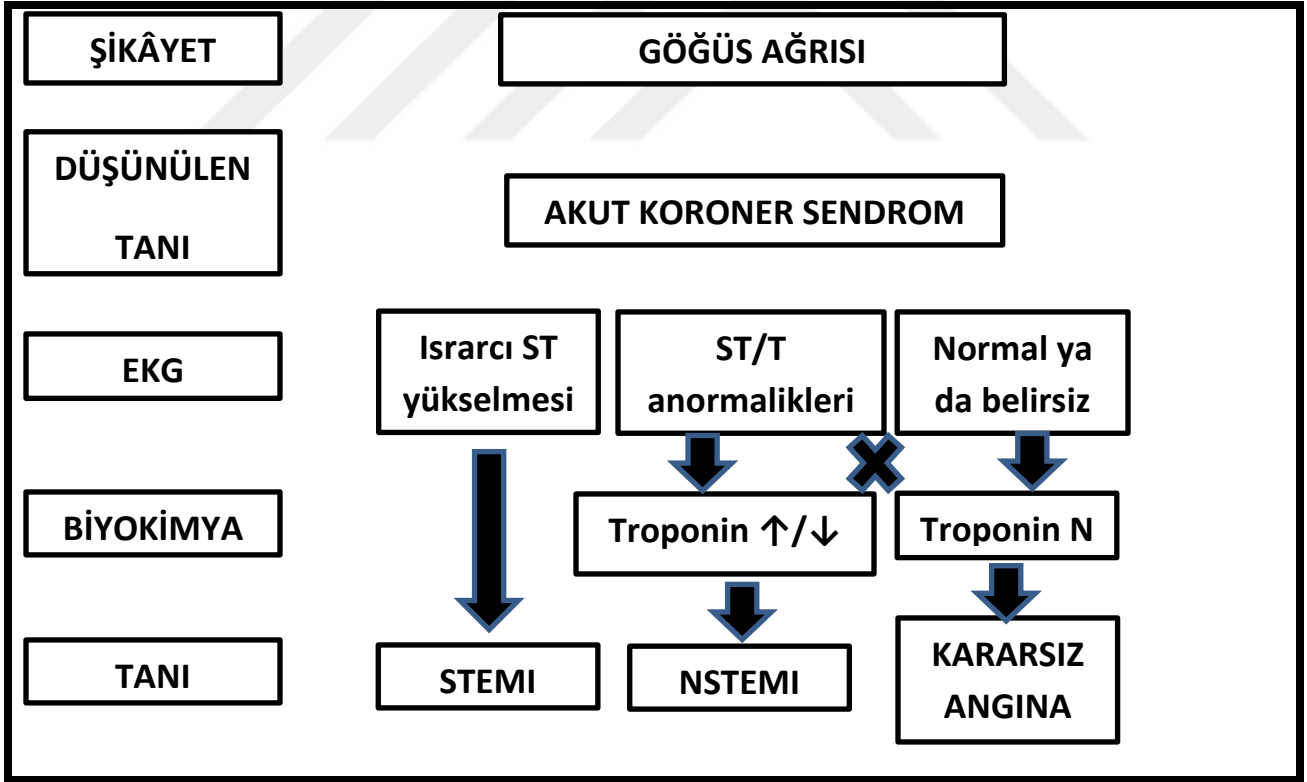 ŞİKÂYET
GÖĞÜS AĞRISI
DÜŞÜNÜLEN
TANI
AKUT KORONER SENDROM
EKG
Israrcı ST
yükselmesi
ST/T
anormalikleri
Normal ya
da belirsiz
BİYOKİMYA
Troponin ↑/↓
Troponin N
TANI
STEMI
NSTEMI
KARARSIZ
ANGINA